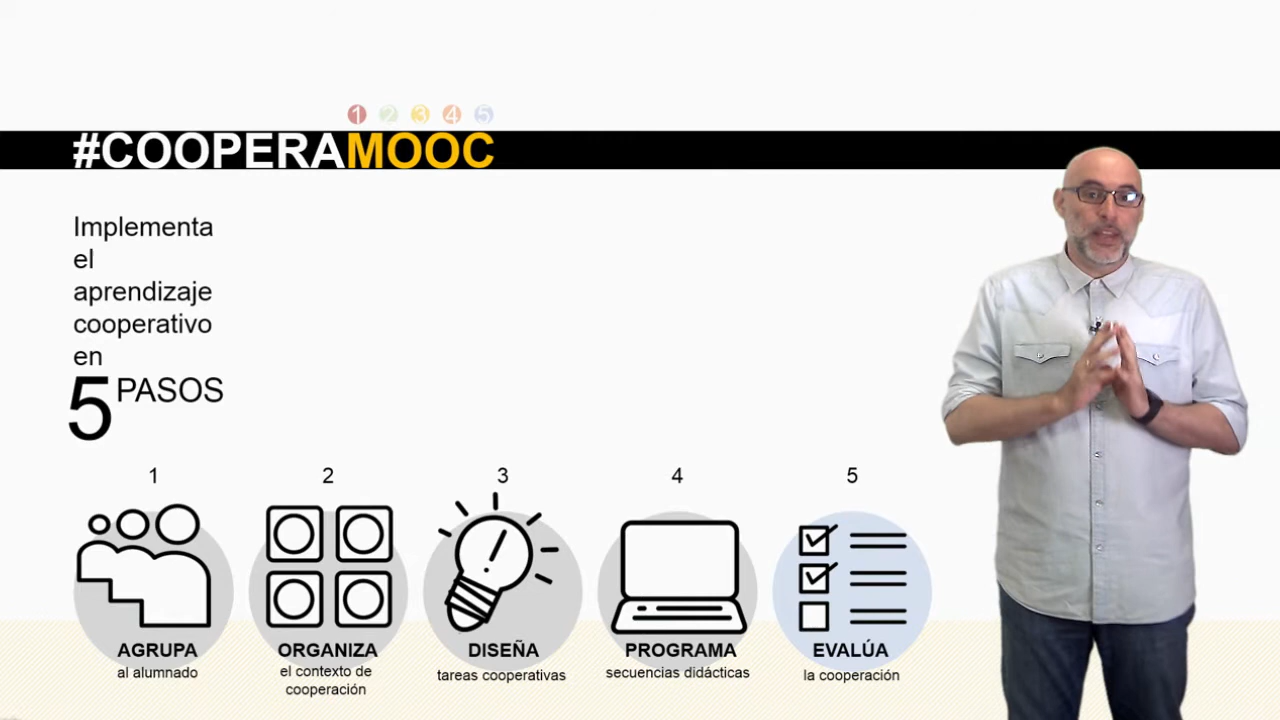 1 2 3 4 5
#COOPERAMOOC
Implementa
el
aprendizaje
cooperativo
en
5 PASOS
1 2 3 4 5
AGRUPA
al alumnado
ORGANIZA
el contexto de
cooperación
DISEÑA
tareas cooperativas
PROGRAMA
secuencias didácticas
EVALÚA
la cooperación